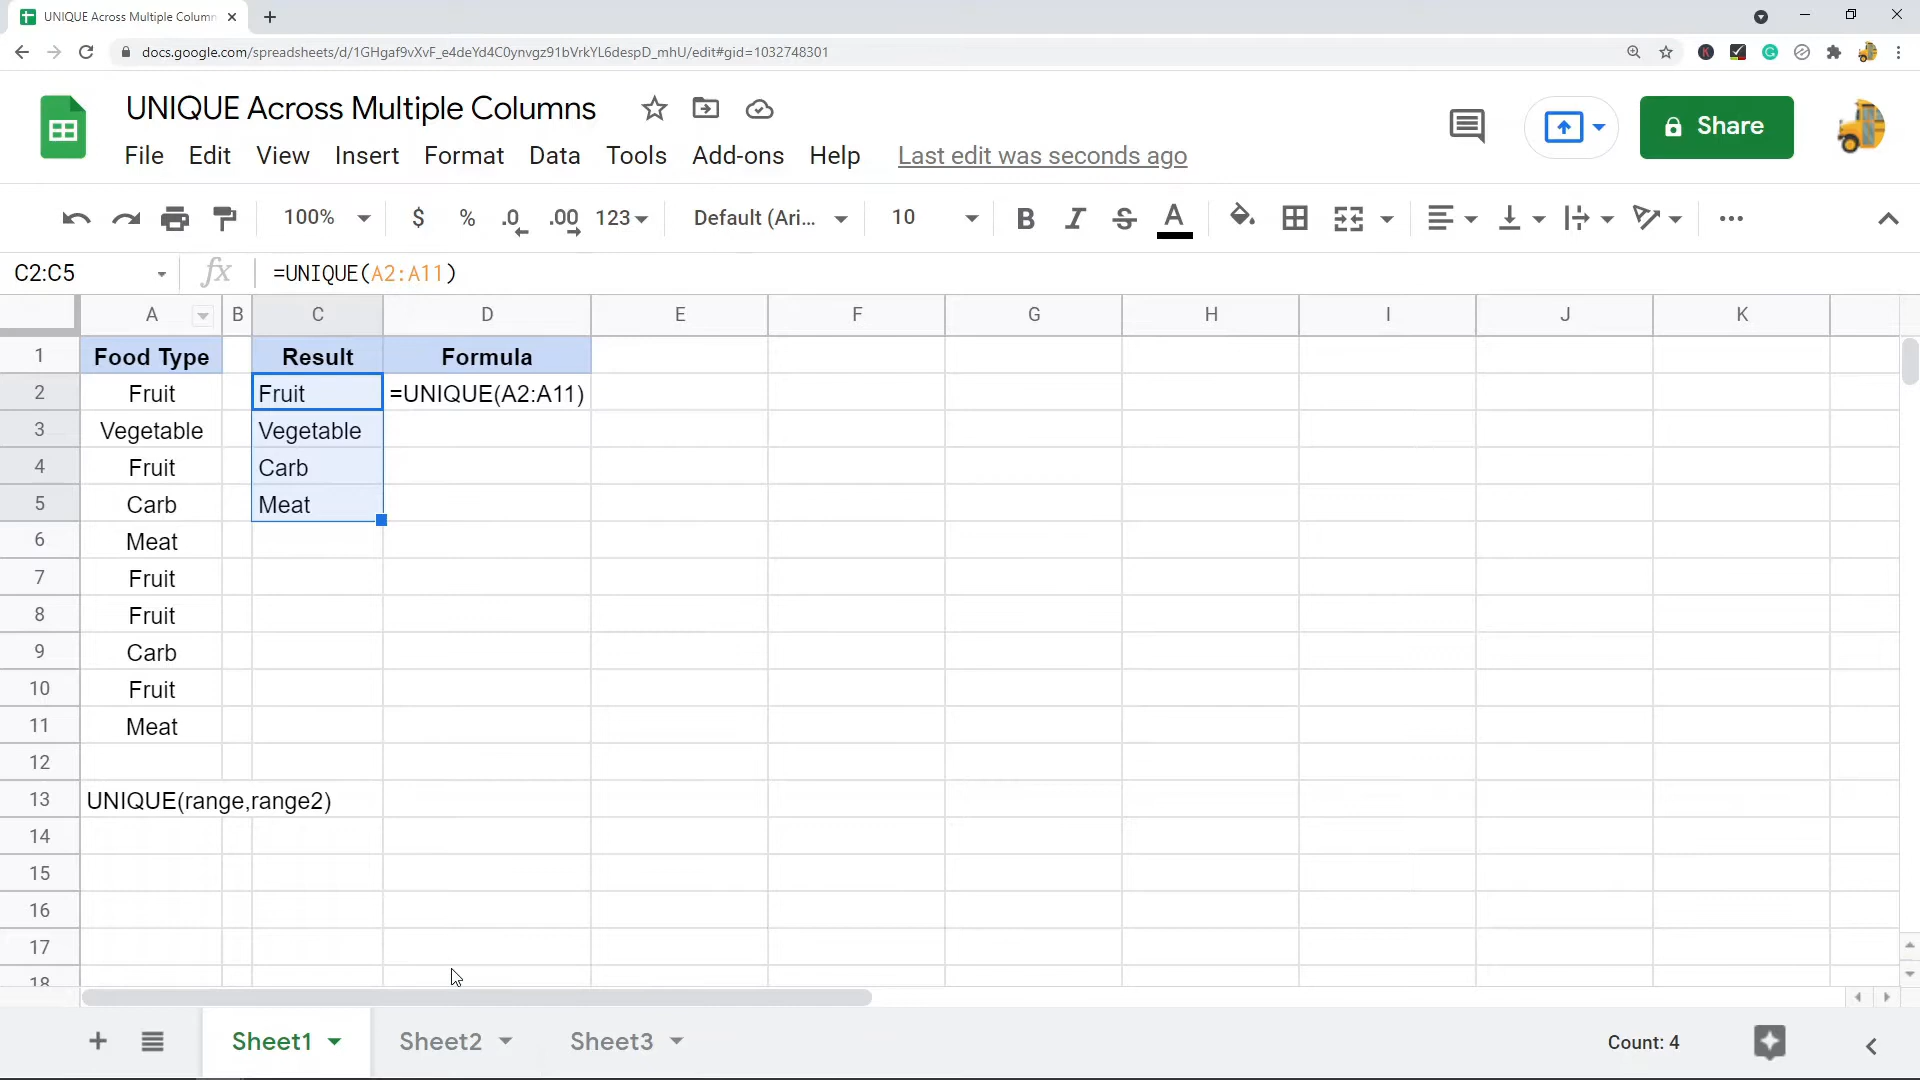 UNIQUE Across Multiple Column
docs.google.com/spreadsheets/d/1GHgaf9vXvF_e4deYd4C0ynvgz91bVrkYL6despD_mhU/edit#gid=1032748301
UNIQUE Across Multiple Columns
Share
File Edit View Insert Format Data Tools Add-ons Help Last edit was seconds ago
100% $ % .0 .00 123 Default (Ari... 10 B I S A
C2:C5 fx =UNIQUE(A2:A11)
A B C D E F G H I J K
1 Food Type Result Formula
2 Fruit Fruit =UNIQUE(A2:A11)
3 Vegetable Vegetable
4 Fruit Carb
5 Carb Meat
6 Meat
7 Fruit
8 Fruit
9 Carb
10 Fruit
11 Meat
12
13 UNIQUE(range,range2)
14
15
16
17
18
Sheet1 Sheet2 Sheet3 Count: 4